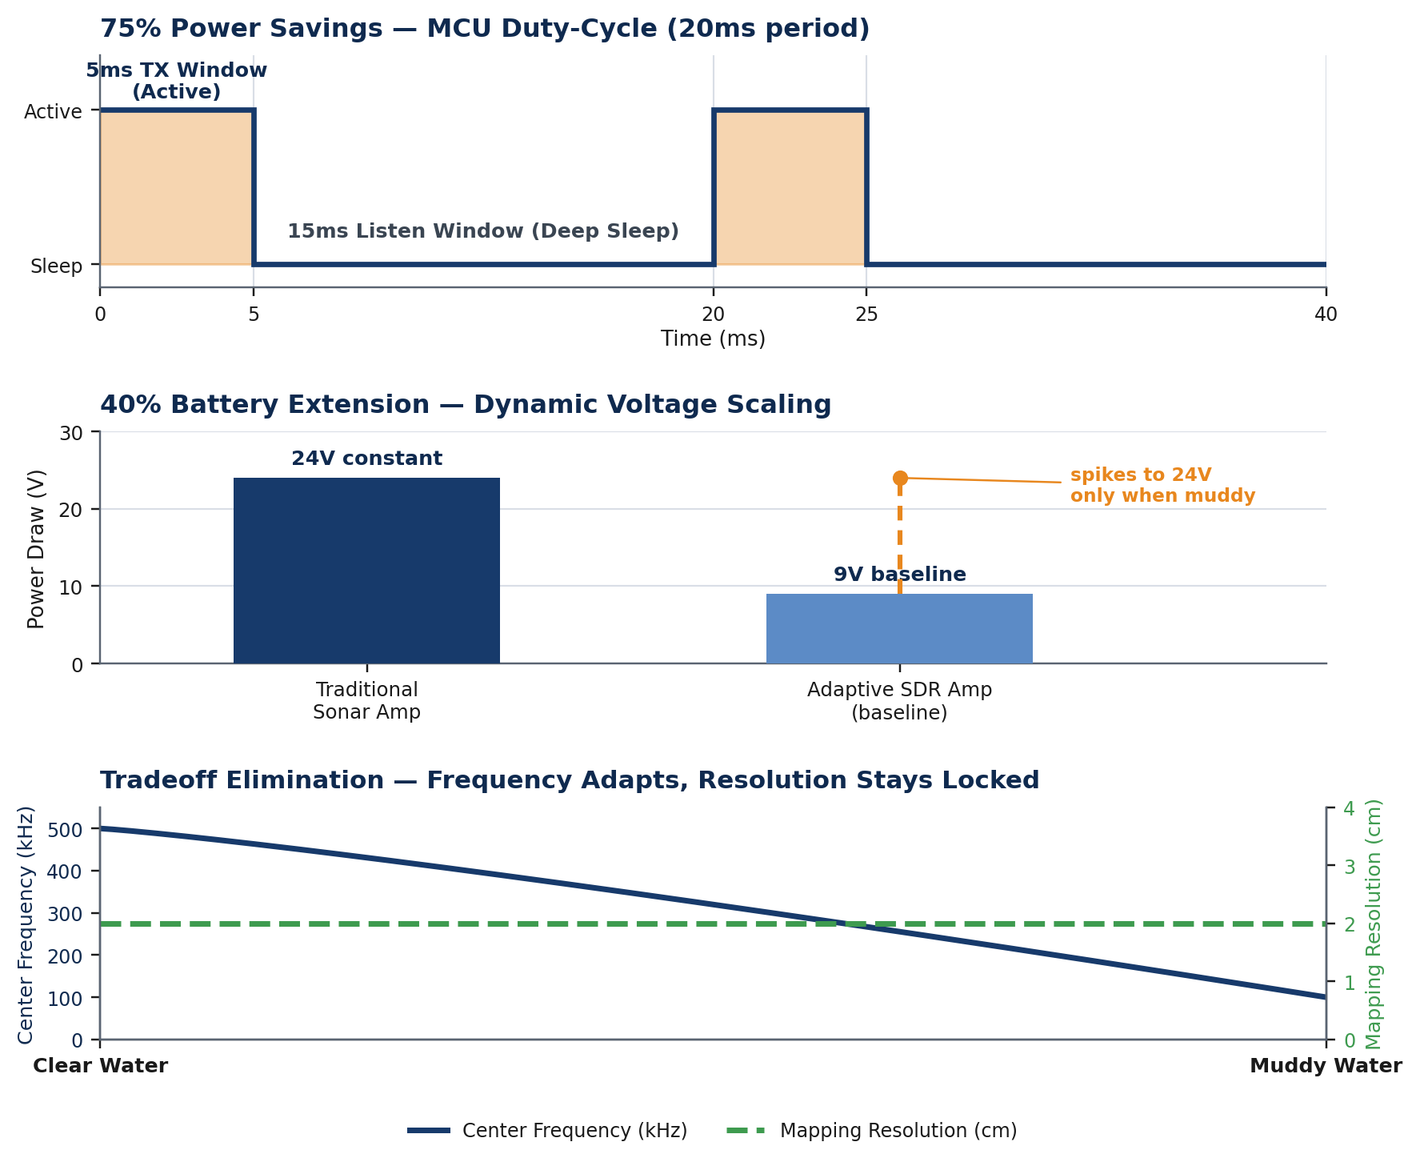 75% Power Savings — MCU Duty-Cycle (20ms period)
5ms TX Window
(Active)
Active
15ms Listen Window (Deep Sleep)
Sleep
0 5 20 25 40
Time (ms)
40% Battery Extension — Dynamic Voltage Scaling
30
24V constant
spikes to 24V
only when muddy
20
9V baseline
10
0
Power Draw (V)
Traditional
Sonar Amp
Adaptive SDR Amp
(baseline)
Tradeoff Elimination — Frequency Adapts, Resolution Stays Locked
500
400
300
200
100
0
Center Frequency (kHz)
4
3
2
1
0
Mapping Resolution (cm)
Clear Water
Muddy Water
Center Frequency (kHz)
Mapping Resolution (cm)